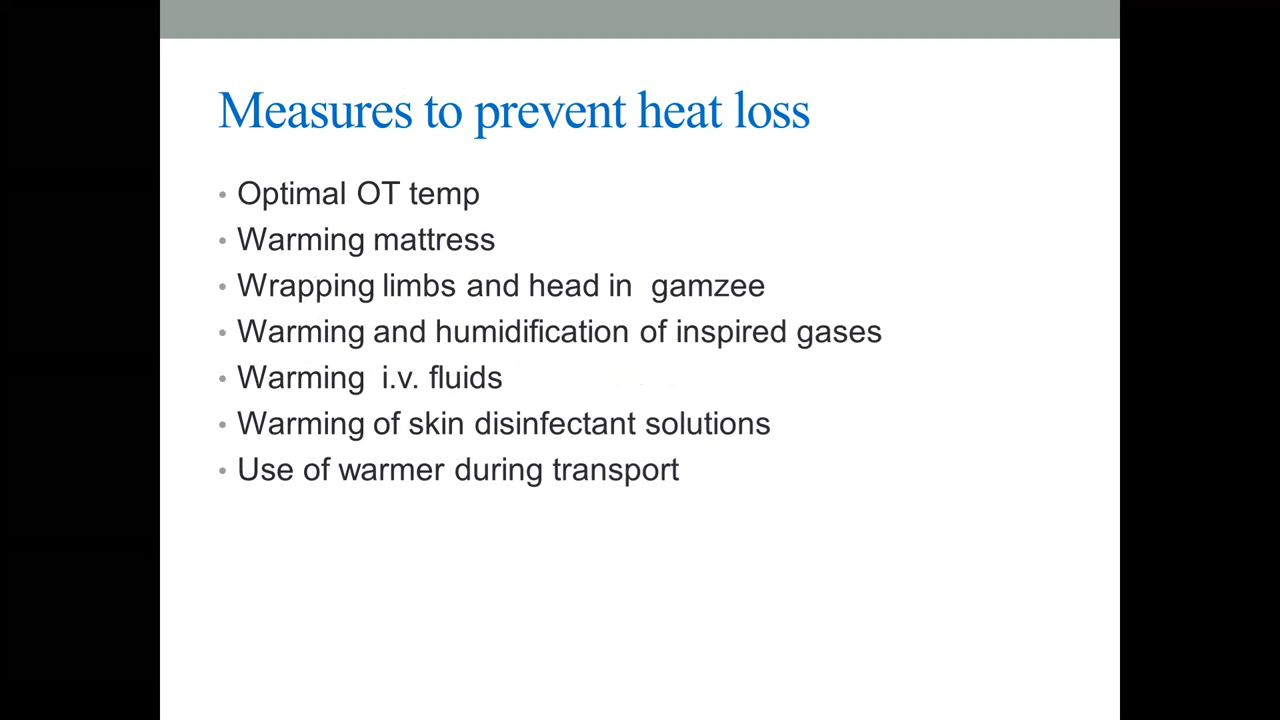 Measures to prevent heat loss
• Optimal OT temp
• Warming mattress
• Wrapping limbs and head in  gamzee
• Warming and humidification of inspired gases
• Warming  i.v. fluids
• Warming of skin disinfectant solutions
• Use of warmer during transport